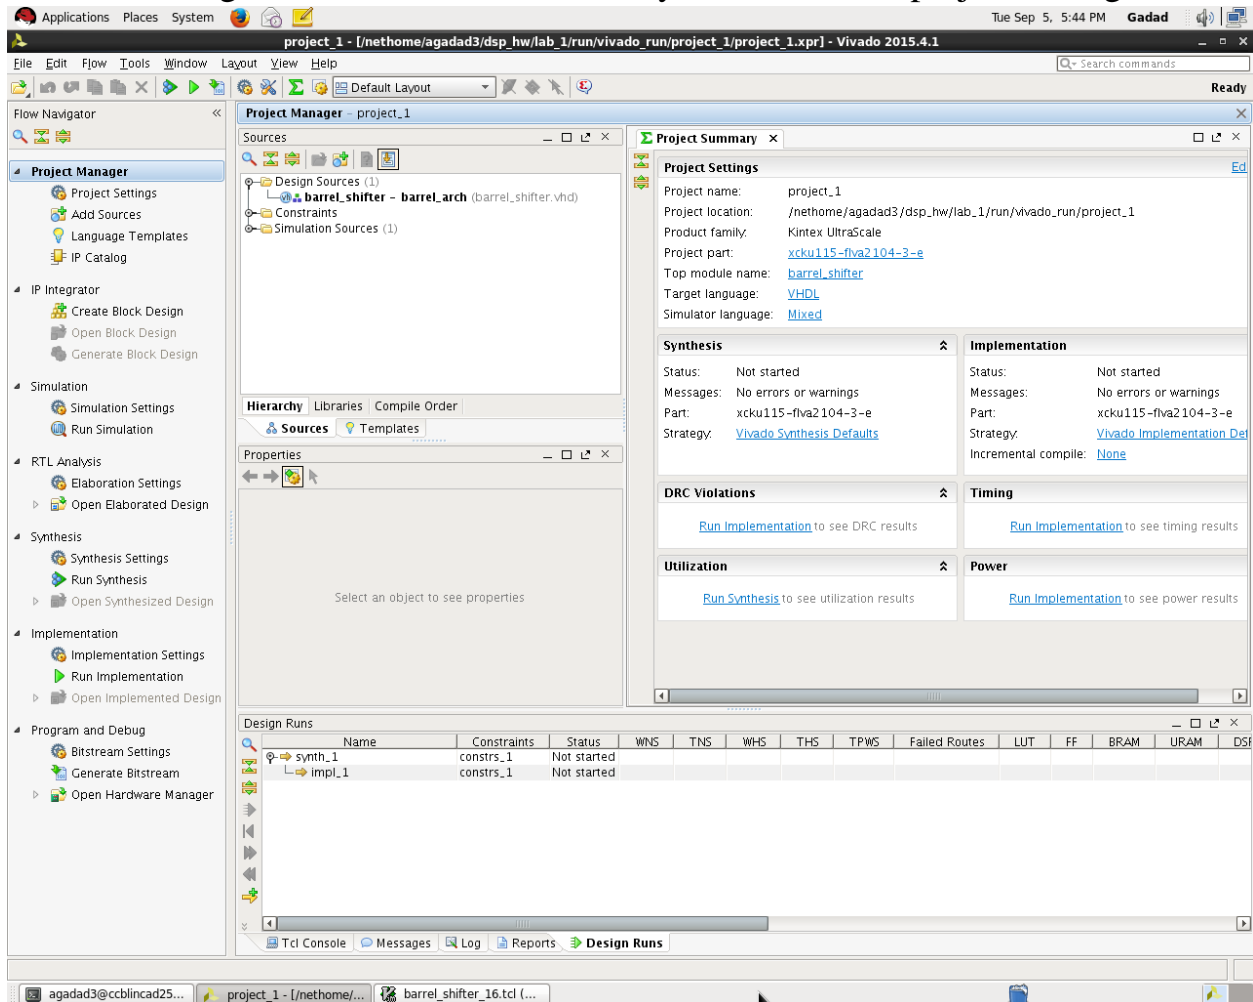 Applications Places System Tue Sep 5, 5:44 PM Gadad
project_1 - [/nethome/agadad3/dsp_hw/lab_1/run/vivado_run/project_1/project_1.xpr] - Vivado 2015.4.1
File Edit Flow Tools Window Layout View Help Search commands
Default Layout Ready
Flow Navigator
Project Manager
Project Settings
Add Sources
Language Templates
IP Catalog
IP Integrator
Create Block Design
Open Block Design
Generate Block Design
Simulation
Simulation Settings
Run Simulation
RTL Analysis
Elaboration Settings
Open Elaborated Design
Synthesis
Synthesis Settings
Run Synthesis
Open Synthesized Design
Implementation
Implementation Settings
Run Implementation
Open Implemented Design
Program and Debug
Bitstream Settings
Generate Bitstream
Open Hardware Manager
Project Manager - project_1
Sources
Design Sources (1)
barrel_shifter - barrel_arch (barrel_shifter.vhd)
Constraints
Simulation Sources (1)
Hierarchy Libraries Compile Order
Sources Templates
Properties
Select an object to see properties
Project Summary
Project Settings Ed
Project name: project_1
Project location: /nethome/agadad3/dsp_hw/lab_1/run/vivado_run/project_1
Product family: Kintex UltraScale
Project part: xcku115-flva2104-3-e
Top module name: barrel_shifter
Target language: VHDL
Simulator language: Mixed
Synthesis
Status: Not started
Messages: No errors or warnings
Part: xcku115-flva2104-3-e
Strategy: Vivado Synthesis Defaults
Implementation
Status: Not started
Messages: No errors or warnings
Part: xcku115-flva2104-3-e
Strategy: Vivado Implementation Def
Incremental compile: None
DRC Violations
Run Implementation to see DRC results
Timing
Run Implementation to see timing results
Utilization
Run Synthesis to see utilization results
Power
Run Implementation to see power results
Design Runs
Name Constraints Status WNS TNS WHS THS TPWS Failed Routes LUT FF BRAM URAM DSP
synth_1 constrs_1 Not started
impl_1 constrs_1 Not started
Tcl Console Messages Log Reports Design Runs
agadad3@ccblincad25... project_1 - [/nethome/... barrel_shifter_16.tcl (...